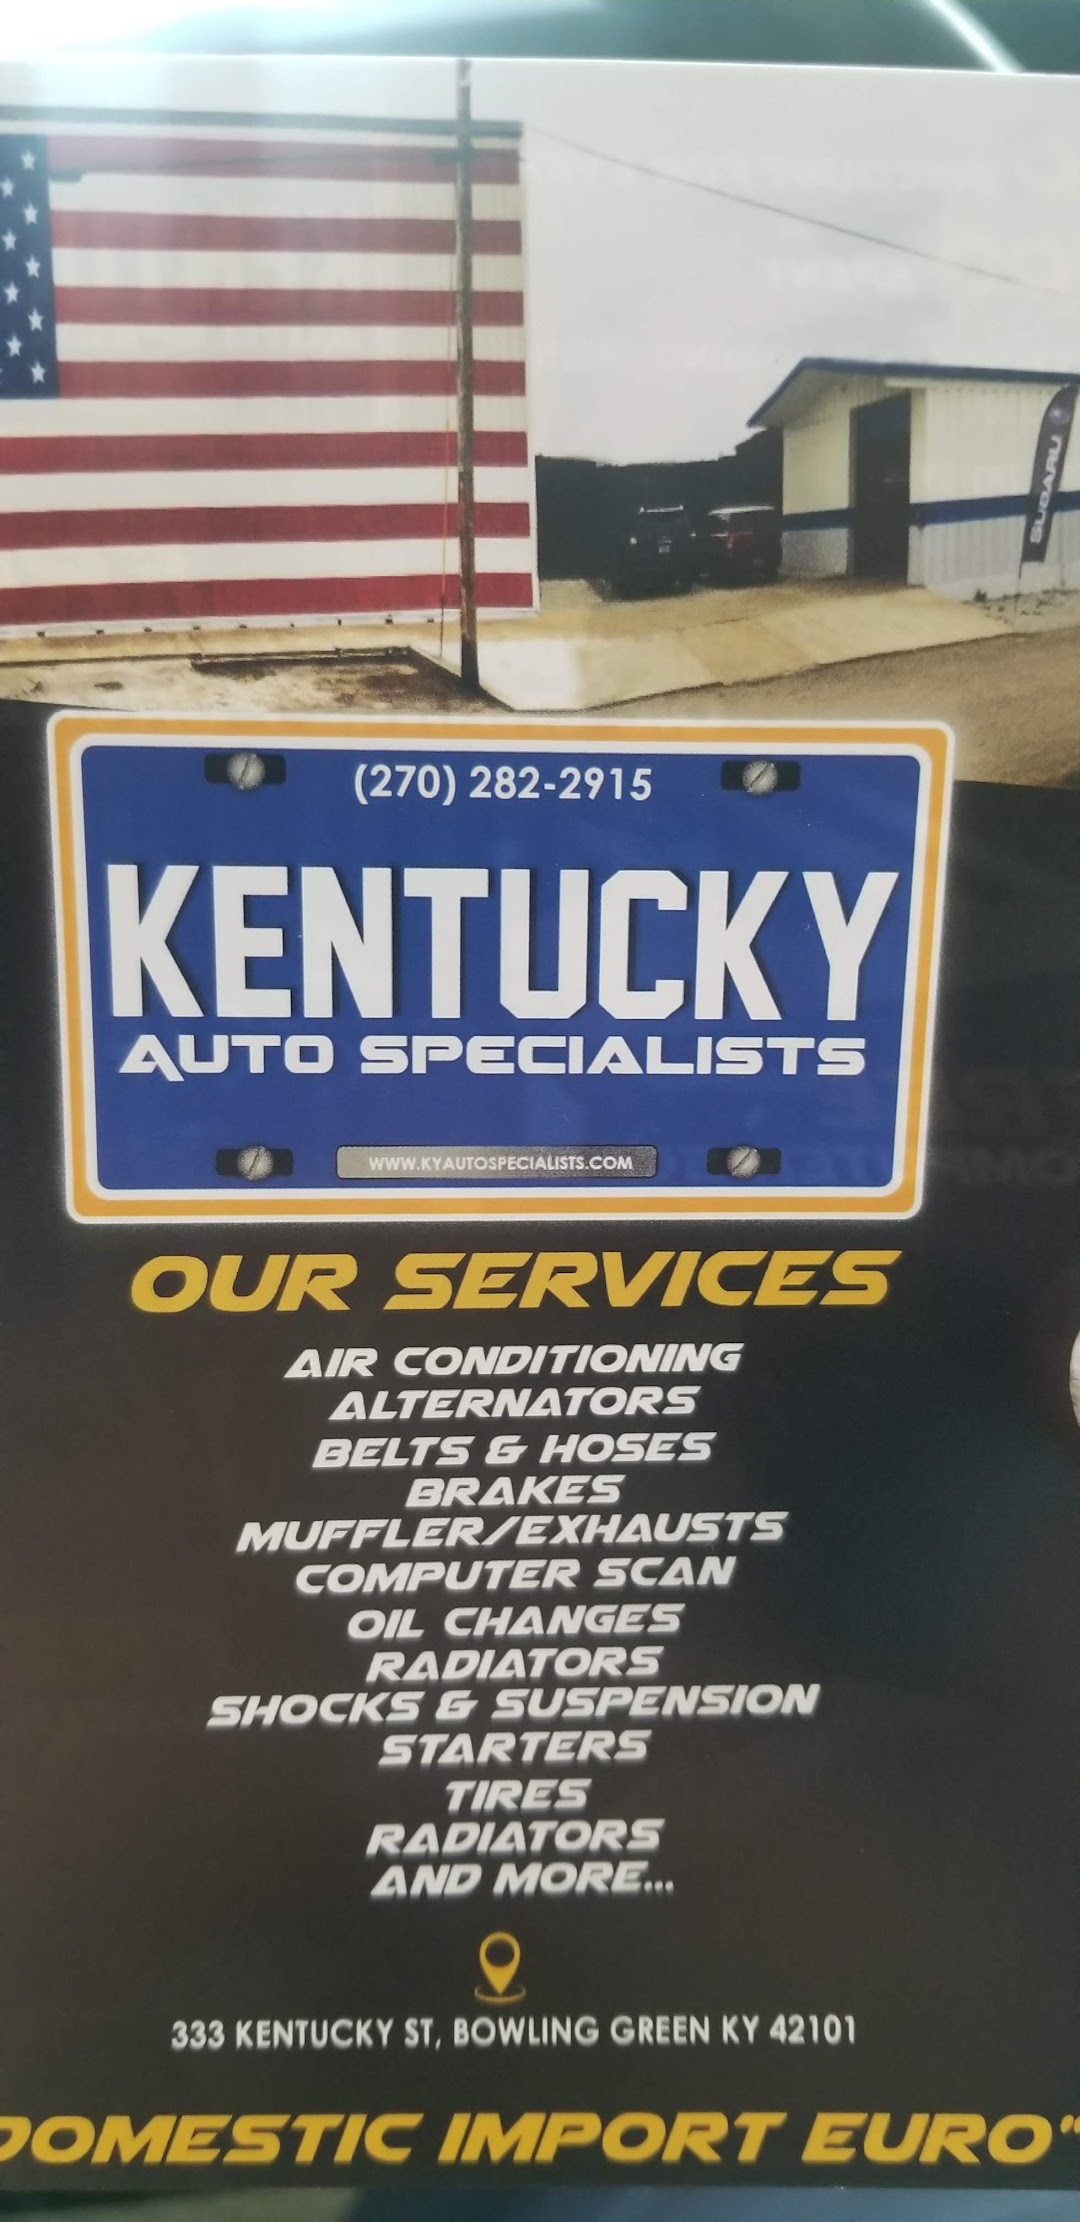 SUBARU
(270) 282-2915
KENTUCKY
AUTO SPECIALISTS
WWW.KYAUTOSPECIALISTS.COM
OUR SERVICES
AIR CONDITIONING
ALTERNATORS
BELTS & HOSES
BRAKES
MUFFLER/EXHAUSTS
COMPUTER SCAN
OIL CHANGES
RADIATORS
SHOCKS & SUSPENSION
STARTERS
TIRES
RADIATORS
AND MORE...
333 KENTUCKY ST, BOWLING GREEN KY 42101
DOMESTIC IMPORT EURO"